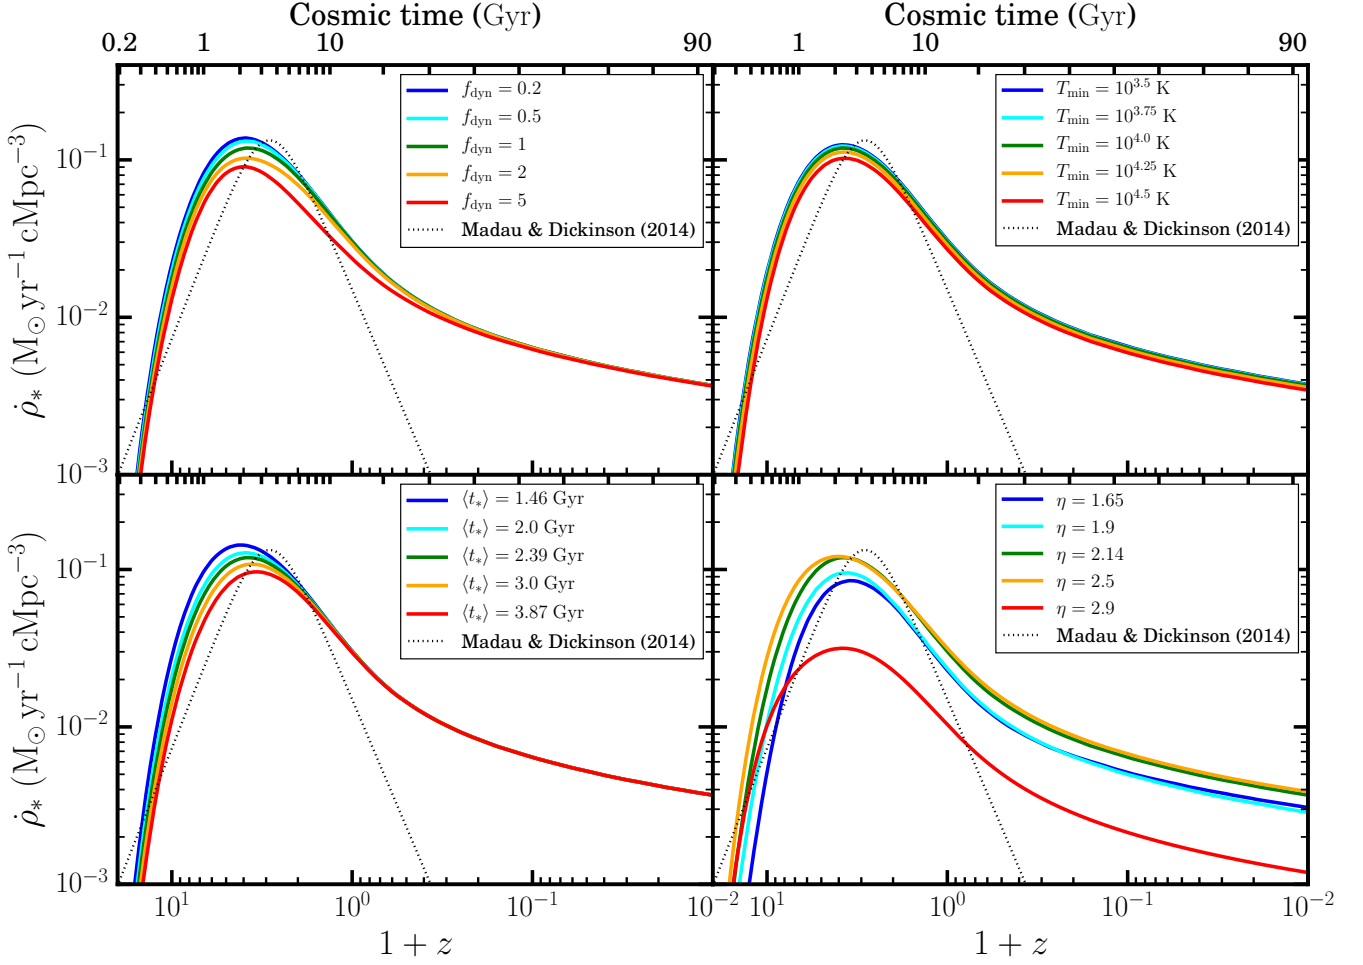 Cosmic time (Gyr)
Cosmic time (Gyr)
0.2 1 10 90
1 10 90
f_dyn = 0.2
f_dyn = 0.5
f_dyn = 1
f_dyn = 2
f_dyn = 5
Madau & Dickinson (2014)
T_min = 10^3.5 K
T_min = 10^3.75 K
T_min = 10^4.0 K
T_min = 10^4.25 K
T_min = 10^4.5 K
Madau & Dickinson (2014)
ρ̇_* (M_⊙ yr^−1 cMpc^−3)
10^−1
10^−2
10^−3
⟨t_*⟩ = 1.46 Gyr
⟨t_*⟩ = 2.0 Gyr
⟨t_*⟩ = 2.39 Gyr
⟨t_*⟩ = 3.0 Gyr
⟨t_*⟩ = 3.87 Gyr
Madau & Dickinson (2014)
η = 1.65
η = 1.9
η = 2.14
η = 2.5
η = 2.9
Madau & Dickinson (2014)
ρ̇_* (M_⊙ yr^−1 cMpc^−3)
10^−1
10^−2
10^−3
10^1 10^0 10^−1 10^−2
10^1 10^0 10^−1 10^−2
1 + z
1 + z